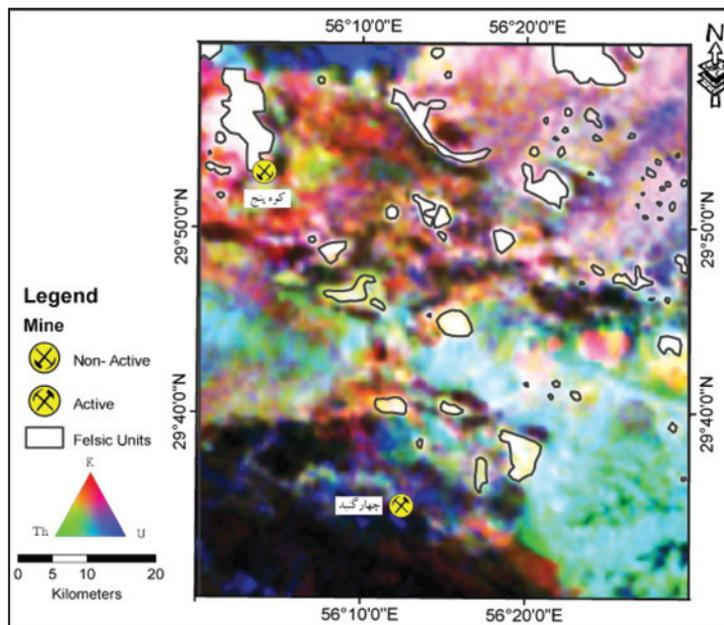 56°10'0"E
56°20'0"E
N
29°50'0"N
29°50'0"N
29°40'0"N
29°40'0"N
کوه پنج
چهارگنبد
Legend
Mine
Non- Active
Active
Felsic Units
K
Th
U
0 5 10 20
Kilometers
56°10'0"E
56°20'0"E